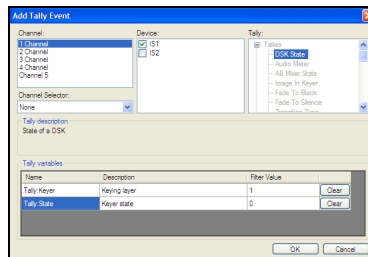 Add Tally Event
Channel:
1 Channel
2 Channel
3 Channel
4 Channel
Channel 5
Channel Selector:
None
Device:
IS1
IS2
Tally:
Tallies
DSK State
Audio Meter
AB Mixer State
Image In Keyer
Fade To Black
Fade To Silence
Tally description
State of a DSK
Tally variables
Name Description Filter Value
Tally:Keyer Keying layer 1 Clear
Tally:State Keyer state 0 Clear
OK Cancel